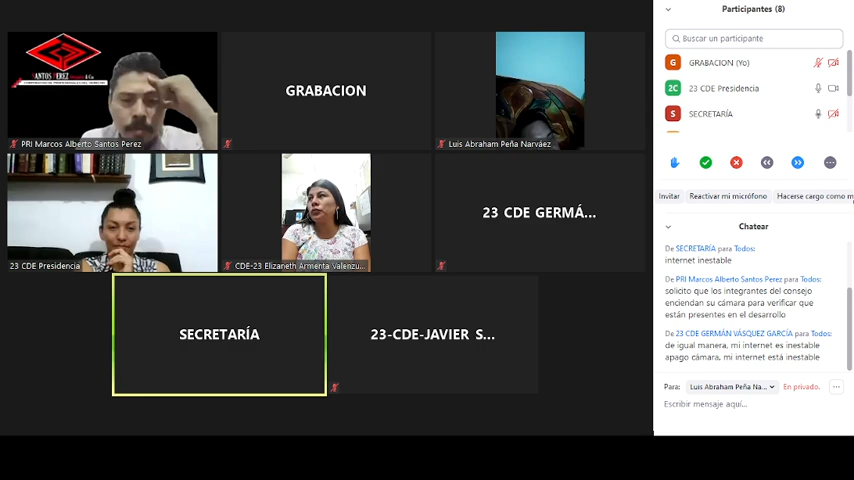 SANTOS PEREZ
PRI Marcos Alberto Santos Perez
GRABACION
Luis Abraham Peña Narváez
23 CDE Presidencia
CDE-23 Elizaneth Armenta Valenzu...
23 CDE GERMÁ...
SECRETARÍA
23-CDE-JAVIER S...
Participantes (8)
Buscar un participante
G
GRABACION (Yo)
2C
23 CDE Presidencia
S
SECRETARÍA
Invitar
Reactivar mi micrófono
Hacerse cargo como m
Chatear
De SECRETARÍA para Todos:
internet inestable
De PRI Marcos Alberto Santos Perez para Todos:
solicito que los integrantes del consejo
enciendan su cámara para verificar que
están presentes en el desarrollo
De 23 CDE GERMÁN VÁSQUEZ GARCÍA para Todos:
de igual manera, mi internet es inestable
apago cámara, mi internet está inestable
Para:
Luis Abraham Peña Na...
En privado.
Escribir mensaje aquí...